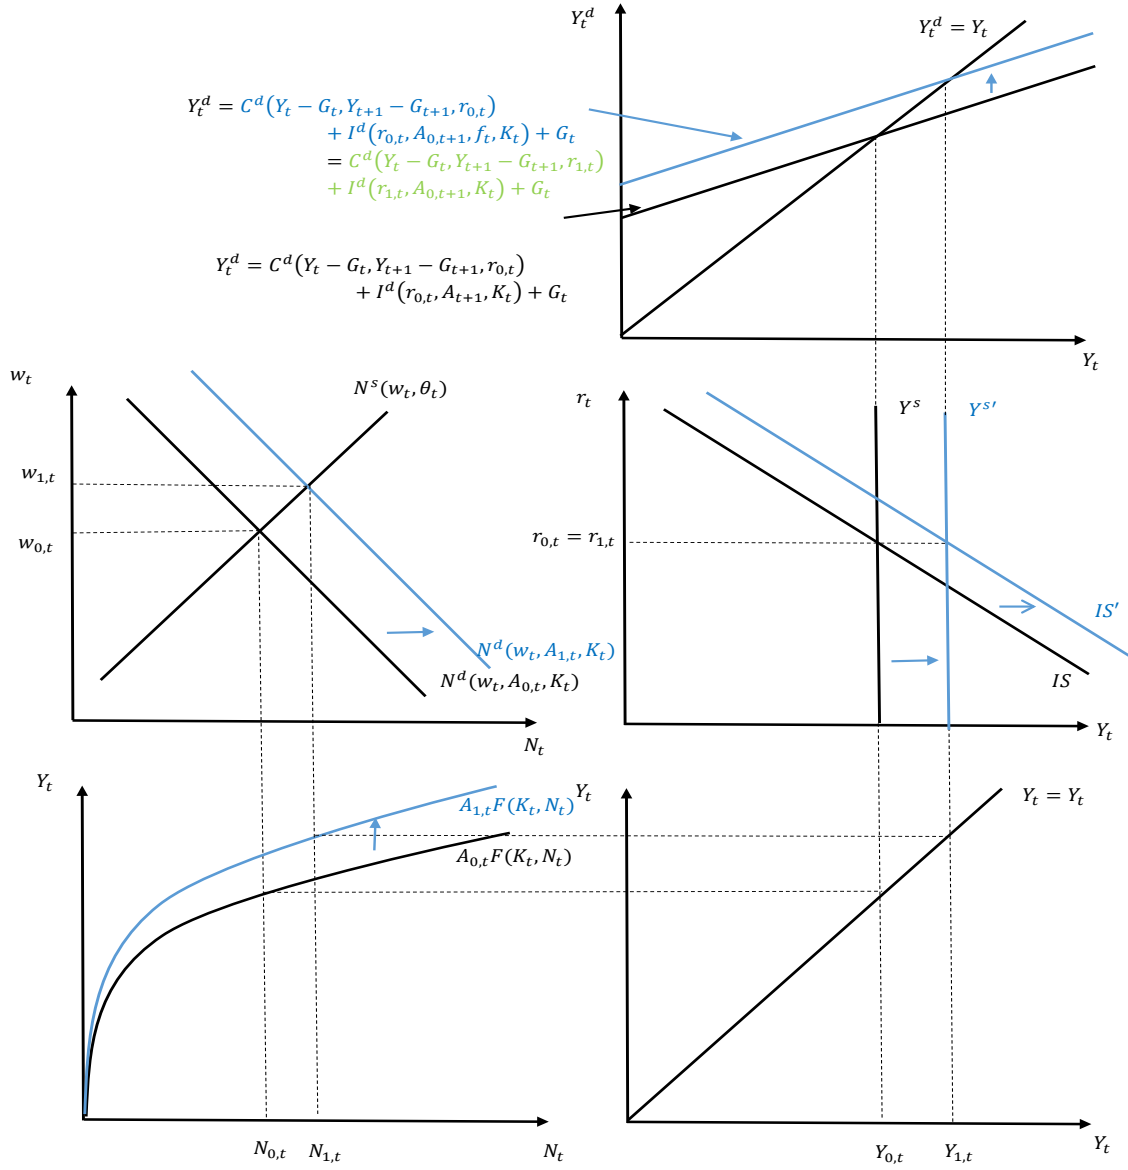 Y_t^d
Y_t^d = Y_t
Y_t^d = C^d(Y_t − G_t, Y_{t+1} − G_{t+1}, r_{0,t})
+ I^d(r_{0,t}, A_{0,t+1}, f_t, K_t) + G_t
= C^d(Y_t − G_t, Y_{t+1} − G_{t+1}, r_{1,t})
+ I^d(r_{1,t}, A_{0,t+1}, K_t) + G_t
Y_t^d = C^d(Y_t − G_t, Y_{t+1} − G_{t+1}, r_{0,t})
+ I^d(r_{0,t}, A_{t+1}, K_t) + G_t
Y_t
w_t
N^s(w_t, θ_t)
w_{1,t}
w_{0,t}
N^d(w_t, A_{1,t}, K_t)
N^d(w_t, A_{0,t}, K_t)
N_t
r_t
Y^s
Y^{s′}
r_{0,t} = r_{1,t}
IS′
IS
Y_t
Y_t
A_{1,t}F(K_t, N_t)
A_{0,t}F(K_t, N_t)
N_{0,t}
N_{1,t}
N_t
Y_t
Y_t = Y_t
Y_{0,t}
Y_{1,t}
Y_t